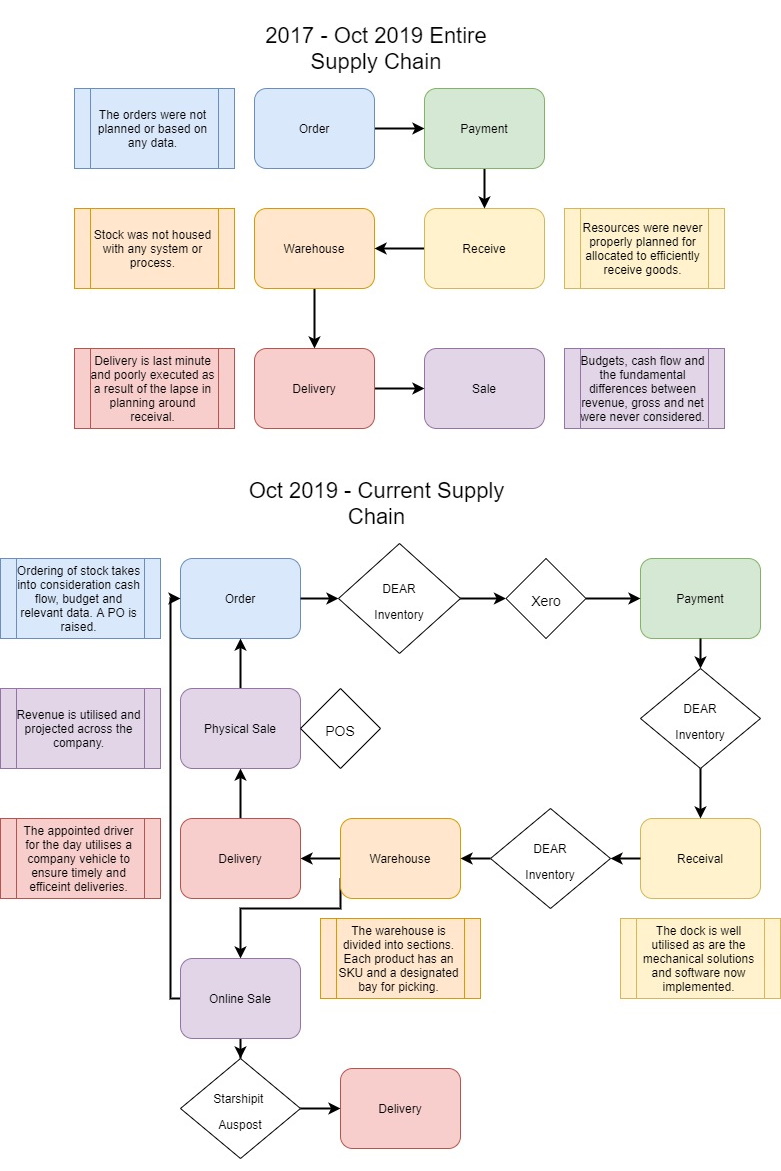 2017 - Oct 2019 Entire
Supply Chain
The orders were not
planned or based on
any data.
Order
Payment
Stock was not housed
with any system or
process.
Warehouse
Receive
Resources were never
properly planned for
allocated to efficiently
receive goods.
Delivery is last minute
and poorly executed as
a result of the lapse in
planning around
receival.
Delivery
Sale
Budgets, cash flow and
the fundamental
differences between
revenue, gross and net
were never considered.
Oct 2019 - Current Supply
Chain
Ordering of stock takes
into consideration cash
flow, budget and
relevant data. A PO is
raised.
Order
DEAR
Inventory
Xero
Payment
Revenue is utilised and
projected across the
company.
Physical Sale
POS
DEAR
Inventory
The appointed driver
for the day utilises a
company vehicle to
ensure timely and
efficeint deliveries.
Delivery
Warehouse
DEAR
Inventory
Receival
The warehouse is
divided into sections.
Each product has an
SKU and a designated
bay for picking.
The dock is well
utilised as are the
mechanical solutions
and software now
implemented.
Online Sale
Starshipit
Auspost
Delivery